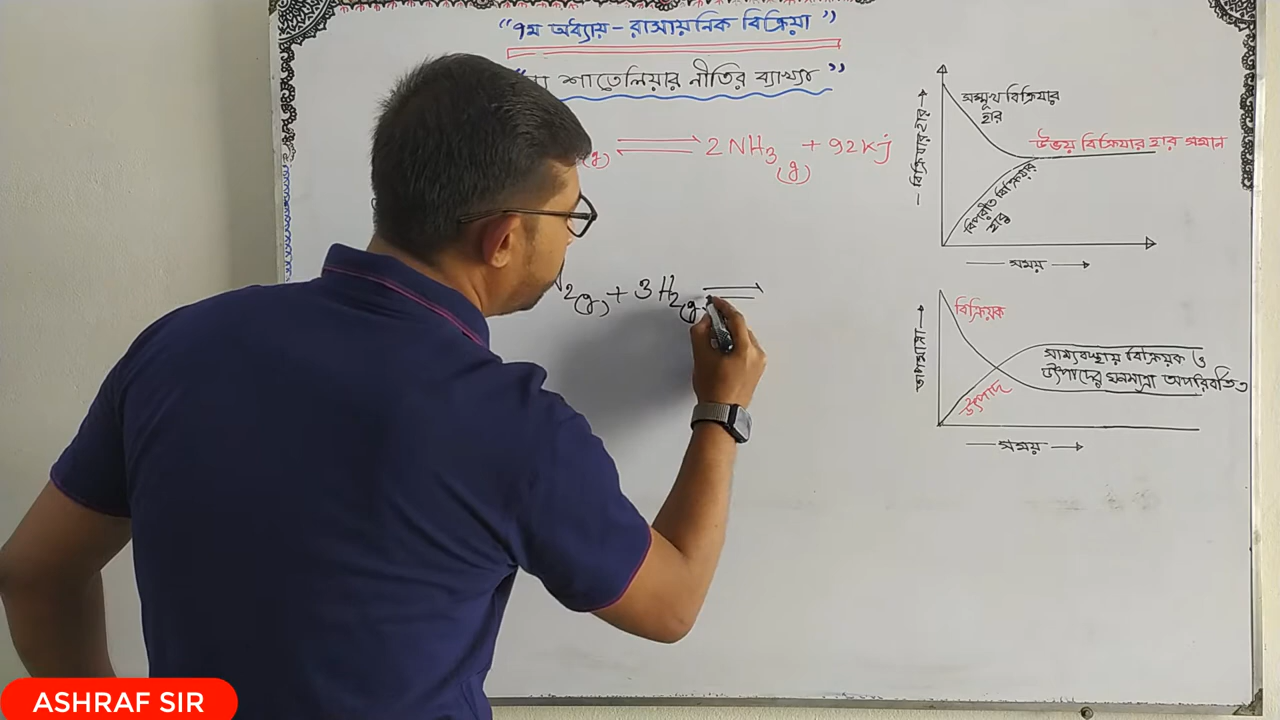 “ ৭ম অধ্যায় – রাসায়নিক বিক্রিয়া ”
শাতেলিয়ার নীতির ব্যাখ্যা ”
(g) ⇌ 2NH₃(g) + 92kj
₂(g) + 3H₂(g) ⇌
বিক্রিয়ার হার →
সম্মুখ বিক্রিয়ার
হার
উভয় বিক্রিয়ার হার সমান
বিপরীত বিক্রিয়ার
হার
সময় →
বিক্রিয়ক
সাম্যবস্থায় বিক্রিয়ক ও
উৎপাদের ঘনমাত্রা অপরিবর্তিত
উৎপাদ
সময় →
ASHRAF SIR